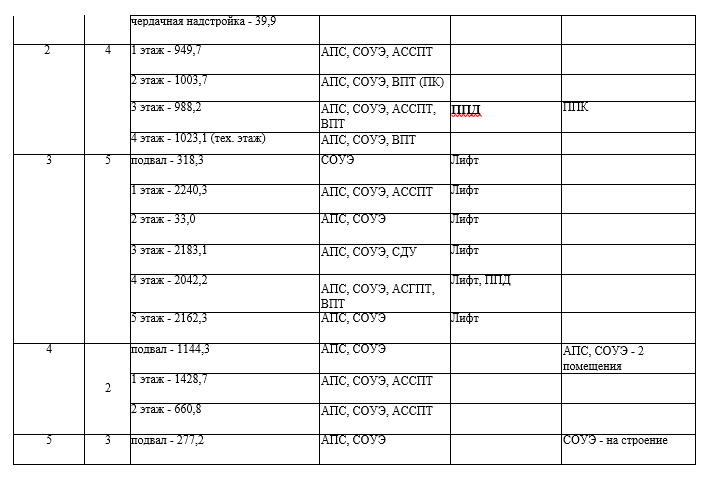 чердачная надстройка - 39,9
2 4 1 этаж - 949,7 АПС, СОУЭ, АССПТ
2 этаж - 1003,7 АПС, СОУЭ, ВПТ (ПК)
3 этаж - 988,2 АПС, СОУЭ, АССПТ, ППД ППК
ВПТ
4 этаж - 1023,1 (тех. этаж) АПС, СОУЭ, ВПТ
3 5 подвал - 318,3 СОУЭ Лифт
1 этаж - 2240,3 АПС, СОУЭ, АССПТ Лифт
2 этаж - 33,0 АПС, СОУЭ Лифт
3 этаж - 2183,1 АПС, СОУЭ, СДУ Лифт
4 этаж - 2042,2 АПС, СОУЭ, АСГПТ, Лифт, ППД
ВПТ
5 этаж - 2162,3 АПС, СОУЭ Лифт
4 2 подвал - 1144,3 АПС, СОУЭ АПС, СОУЭ - 2
помещения
1 этаж - 1428,7 АПС, СОУЭ, АССПТ
2 этаж - 660,8 АПС, СОУЭ, АССПТ
5 3 подвал - 277,2 АПС, СОУЭ СОУЭ - на строение